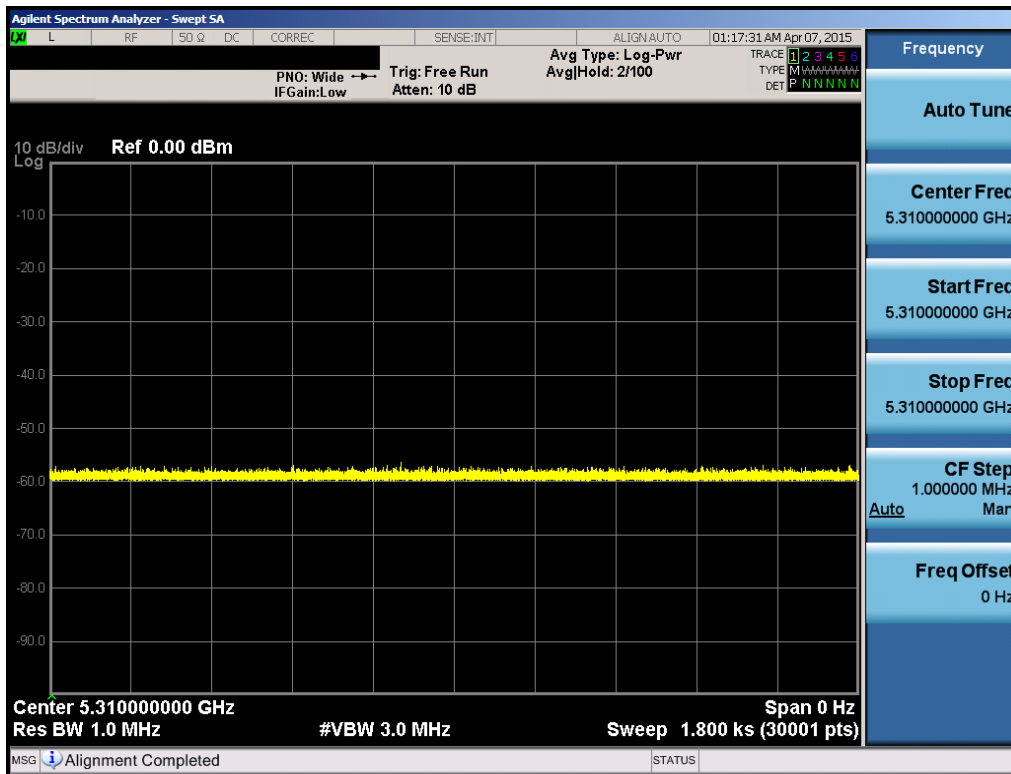 Agilent Spectrum Analyzer - Swept SA
LXI L RF 50 Ω DC CORREC SENSE:INT ALIGN AUTO 01:17:31 AM Apr 07, 2015
PNO: Wide
IFGain:Low
Trig: Free Run
Atten: 10 dB
Avg Type: Log-Pwr
Avg|Hold: 2/100
TRACE 1 2 3 4 5 6
TYPE M WWWWW
DET P N N N N N
10 dB/div
Log
Ref 0.00 dBm
-10.0
-20.0
-30.0
-40.0
-50.0
-60.0
-70.0
-80.0
-90.0
Center 5.310000000 GHz
Span 0 Hz
Res BW 1.0 MHz
#VBW 3.0 MHz
Sweep 1.800 ks (30001 pts)
MSG Alignment Completed
STATUS
Frequency
Auto Tune
Center Freq
5.310000000 GHz
Start Freq
5.310000000 GHz
Stop Freq
5.310000000 GHz
CF Step
1.000000 MHz
Auto Man
Freq Offset
0 Hz